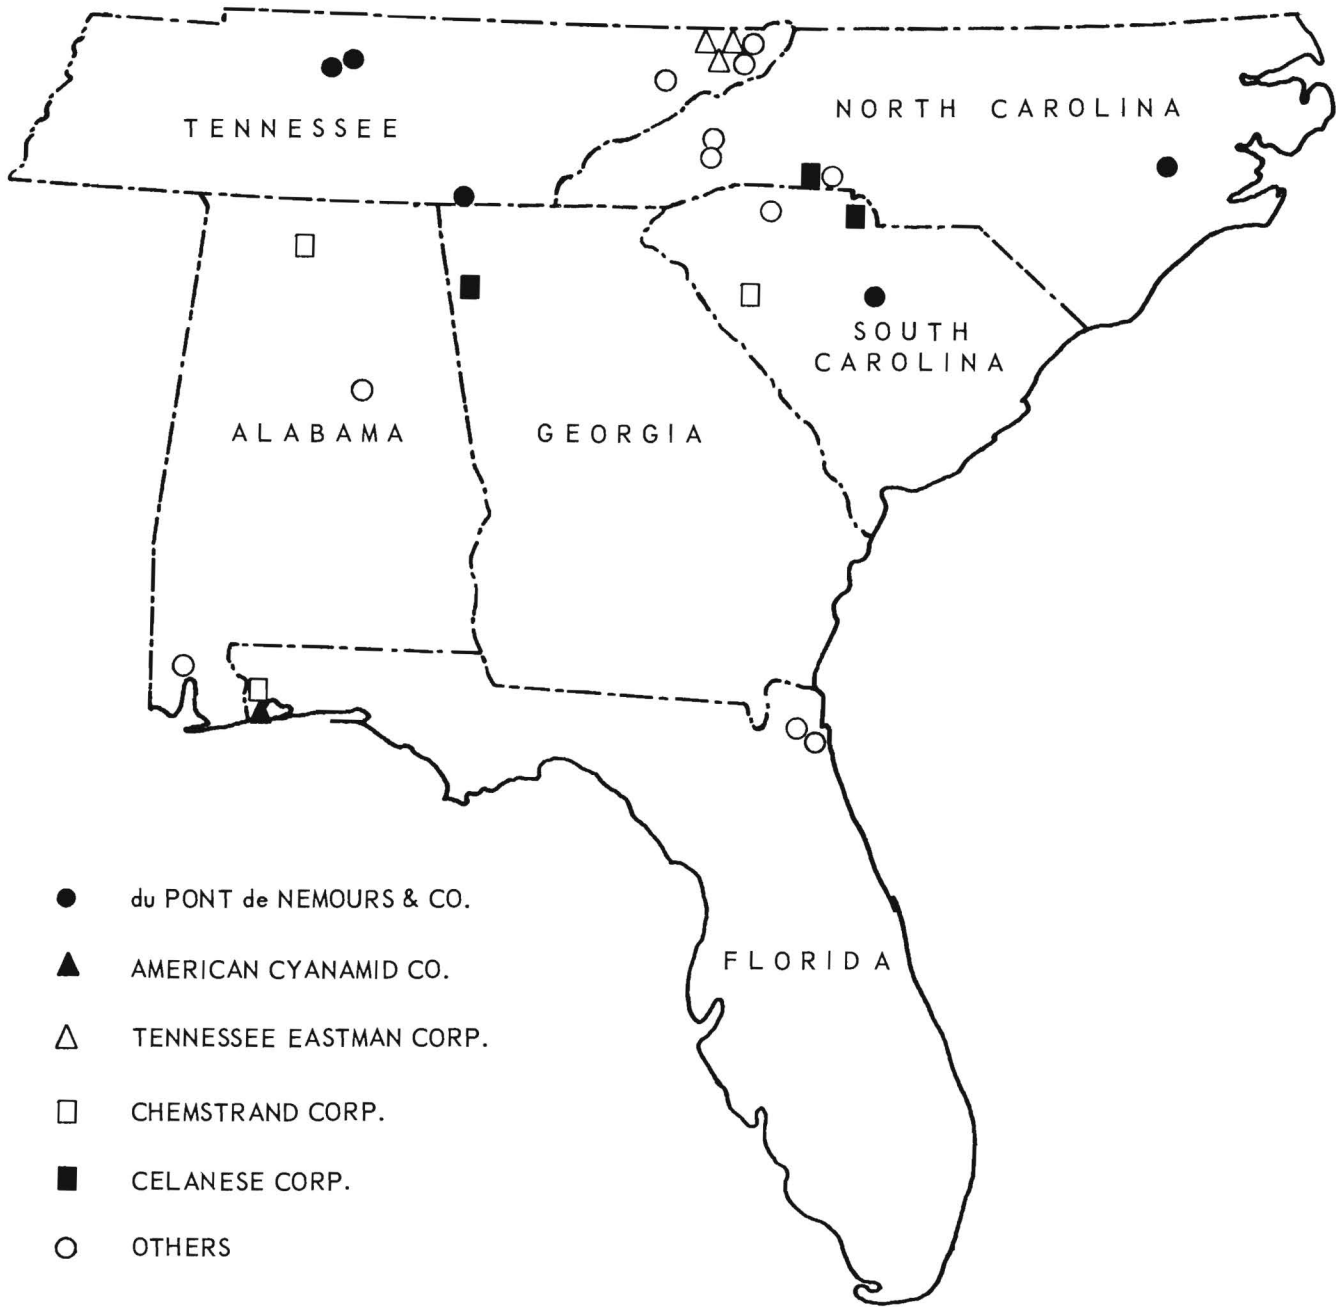 TENNESSEE
NORTH CAROLINA
SOUTH
CAROLINA
ALABAMA
GEORGIA
FLORIDA
du PONT de NEMOURS & CO.
AMERICAN CYANAMID CO.
TENNESSEE EASTMAN CORP.
CHEMSTRAND CORP.
CELANESE CORP.
OTHERS